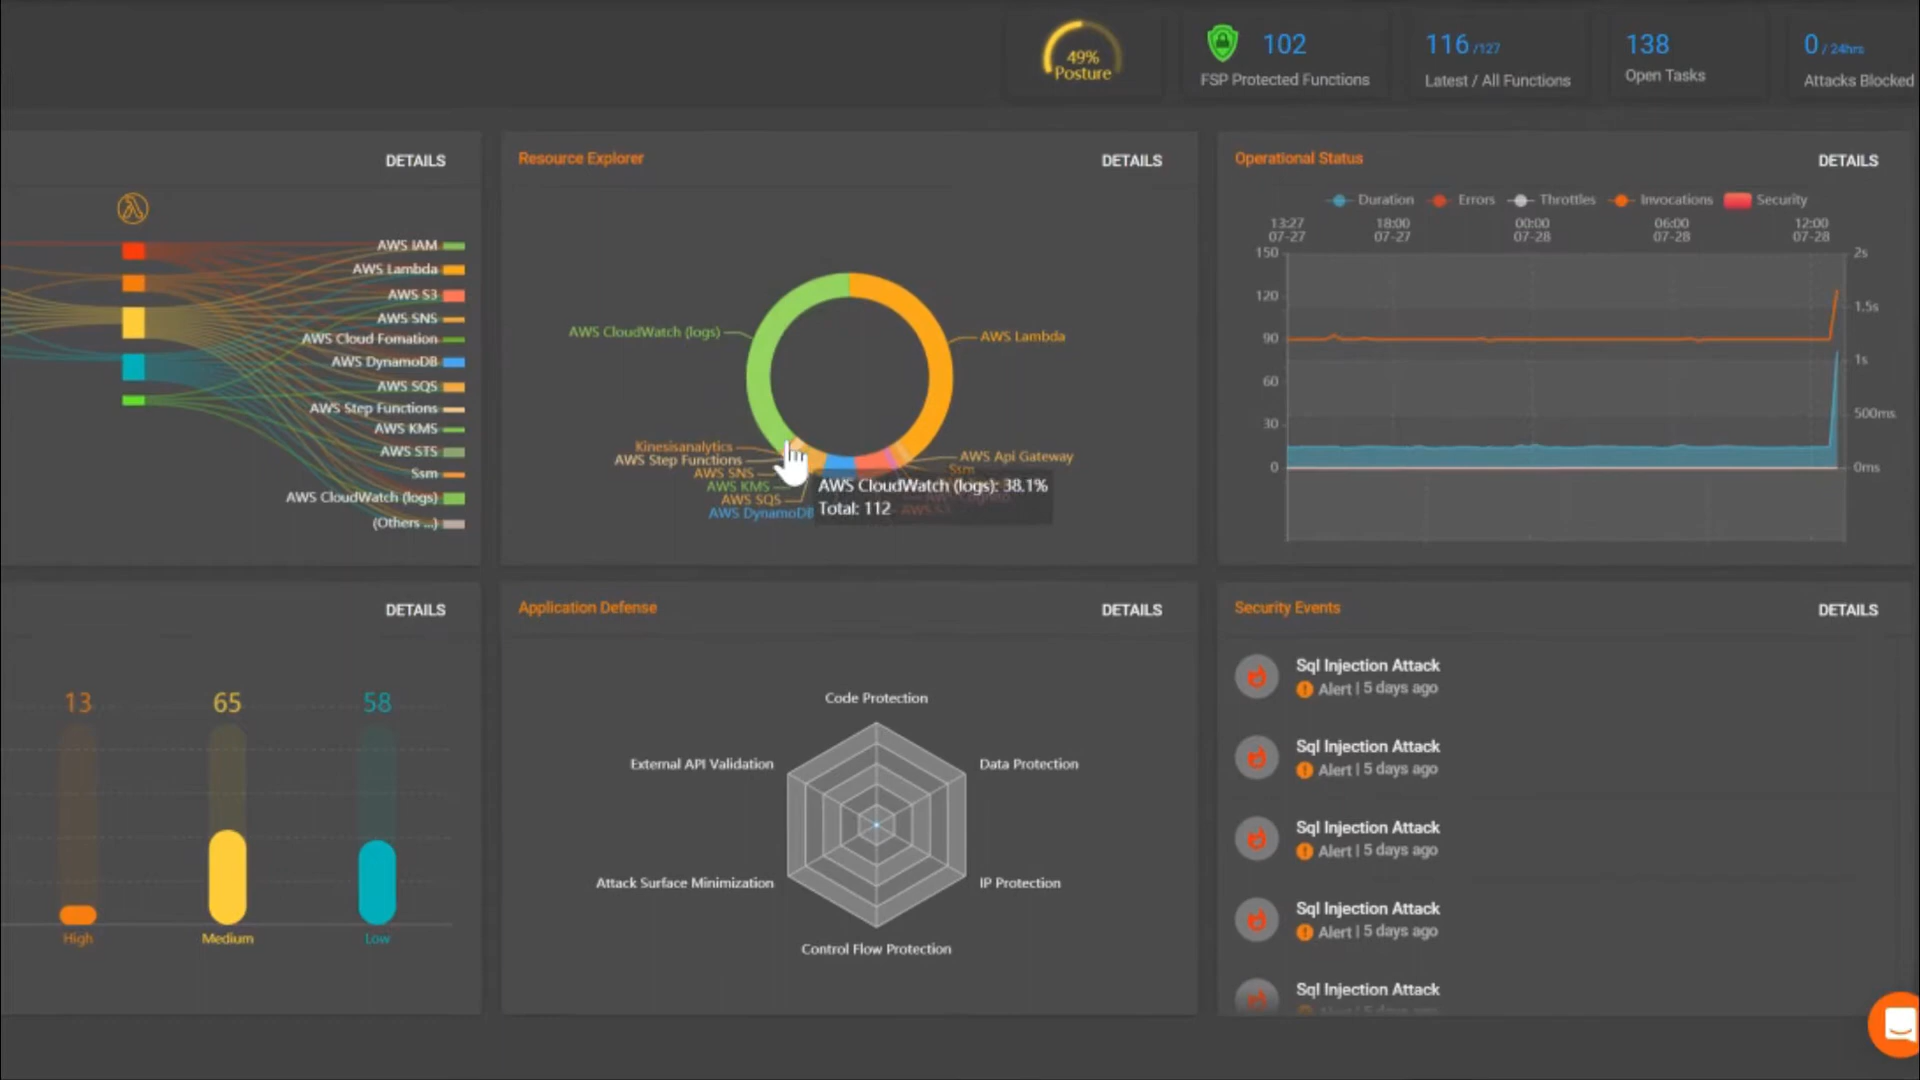 49%
Posture
102
FSP Protected Functions
116 /127
Latest / All Functions
138
Open Tasks
0 / 24hrs
Attacks Blocked
DETAILS
AWS IAM
AWS Lambda
AWS S3
AWS SNS
AWS Cloud Fomation
AWS DynamoDB
AWS SQS
AWS Step Functions
AWS KMS
AWS STS
Ssm
AWS CloudWatch (logs)
(Others ...)
Resource Explorer
DETAILS
AWS CloudWatch (logs)
AWS Lambda
Kinesisanalytics
AWS Step Functions
AWS SNS
AWS KMS
AWS SQS
AWS DynamoDB
AWS Api Gateway
Ssm
AWS CloudWatch (logs): 38.1%
Total: 112
Operational Status
DETAILS
Duration Errors Throttles Invocations Security
13:27 18:00 00:00 06:00 12:00
07-27 07-27 07-28 07-28 07-28
150 2s
120 1.5s
90 1s
60
30 500ms
0 0ms
DETAILS
13 65 58
High Medium Low
Application Defense
DETAILS
Code Protection
External API Validation
Data Protection
Attack Surface Minimization
IP Protection
Control Flow Protection
Security Events
DETAILS
Sql Injection Attack
Alert | 5 days ago
Sql Injection Attack
Alert | 5 days ago
Sql Injection Attack
Alert | 5 days ago
Sql Injection Attack
Alert | 5 days ago
Sql Injection Attack